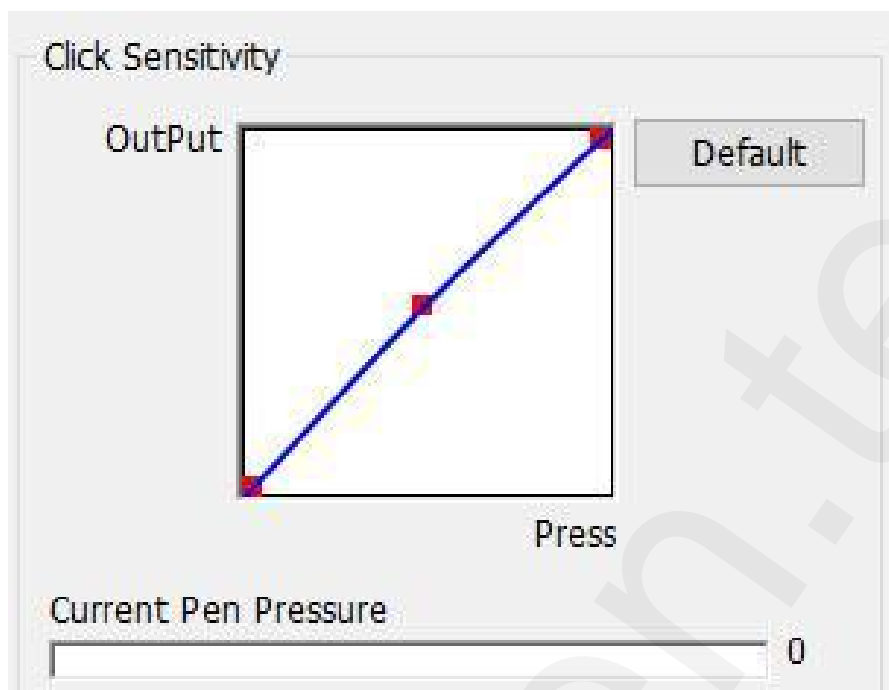 Click Sensitivity
OutPut
Default
Press
Current Pen Pressure
0